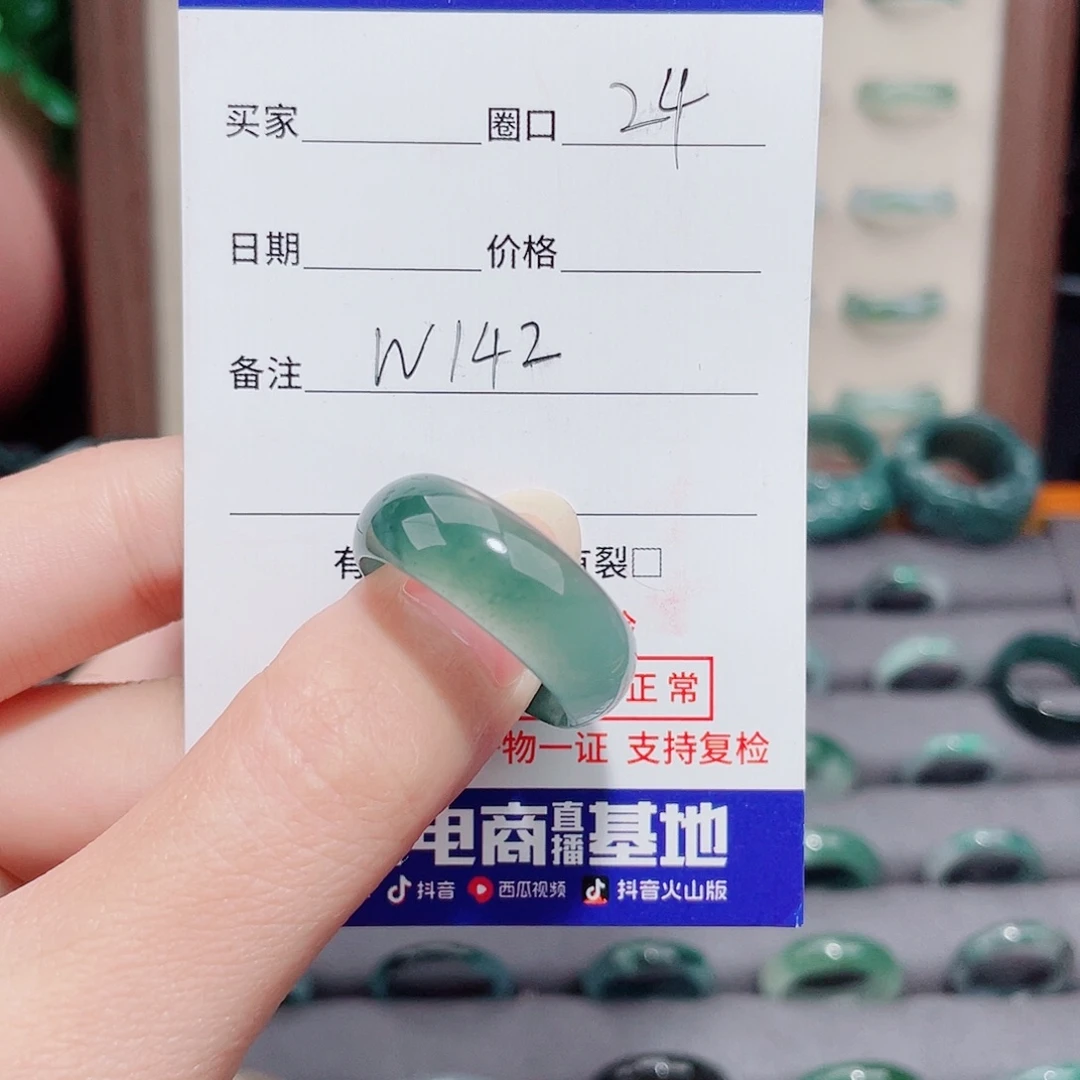 买家 圈口 24
日期 价格
备注 W142
有 裂□
正常
物一证 支持复检
电商直播基地
抖音 西瓜视频 抖音火山版